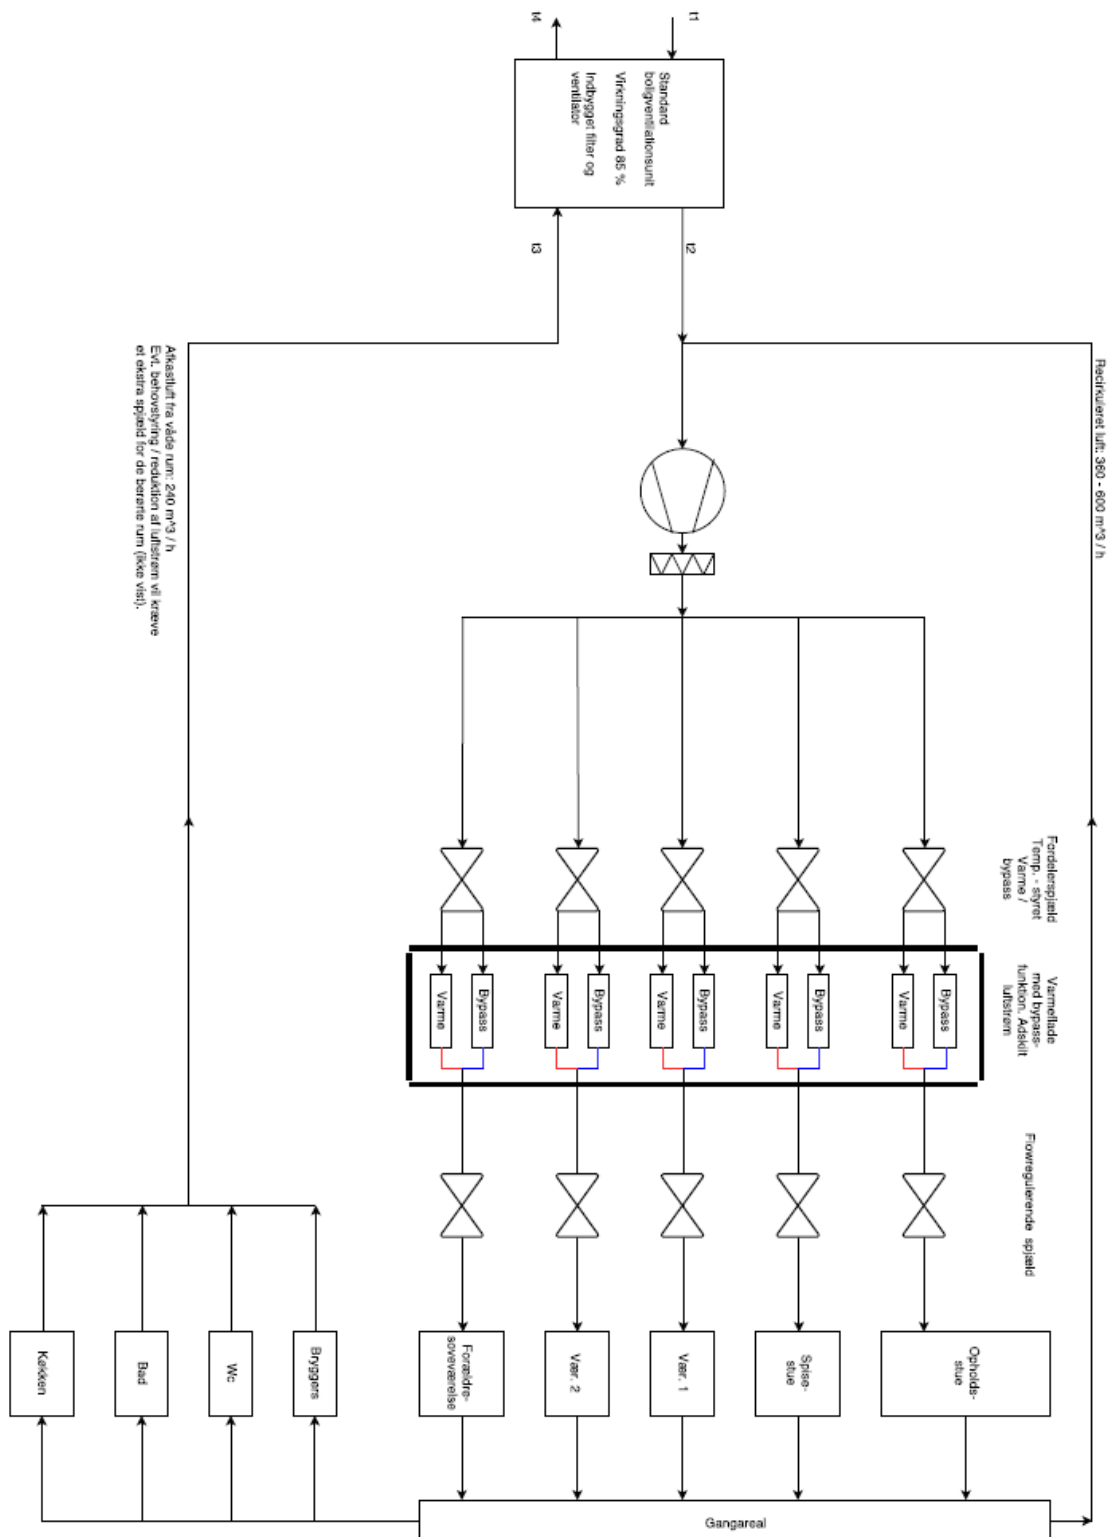 t4
t1
Standard
boligventilationsunit
Virkningsgrad 85 %
Indbygget filter og
ventilator
t3
t2
Recirkuleret luft: 360 - 600 m^3 / h
Afkastluft fra våde rum: 240 m^3 / h
Evt. behovstyring / reduktion af luftstrøm vil kræve
et ekstra spjæld for de berørte rum (ikke vist).
Fordelerspjæld
Temp. - styret
Varme /
bypass
Varmeflade
med bypass-
funktion. Adskilt
luftstrøm
Varme
Bypass
Varme
Bypass
Varme
Bypass
Varme
Bypass
Varme
Bypass
Flowregulerende spjæld
Køkken
Bad
Wc
Bryggers
Forældre-
soveværelse
Vær. 2
Vær. 1
Spise-
stue
Opholds-
stue
Gangareal